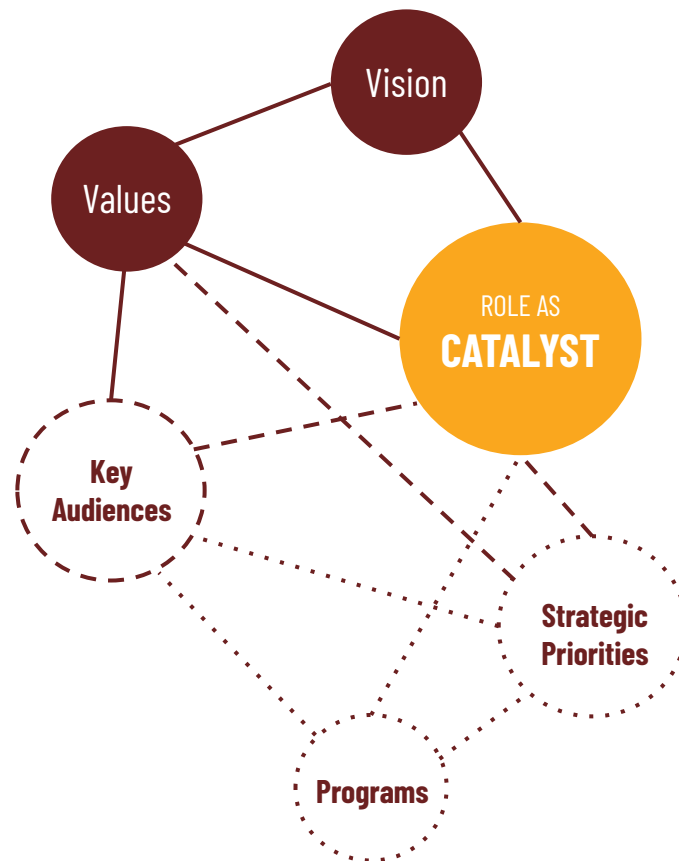 Vision
Values
ROLE AS
CATALYST
Key
Audiences
Strategic
Priorities
Programs